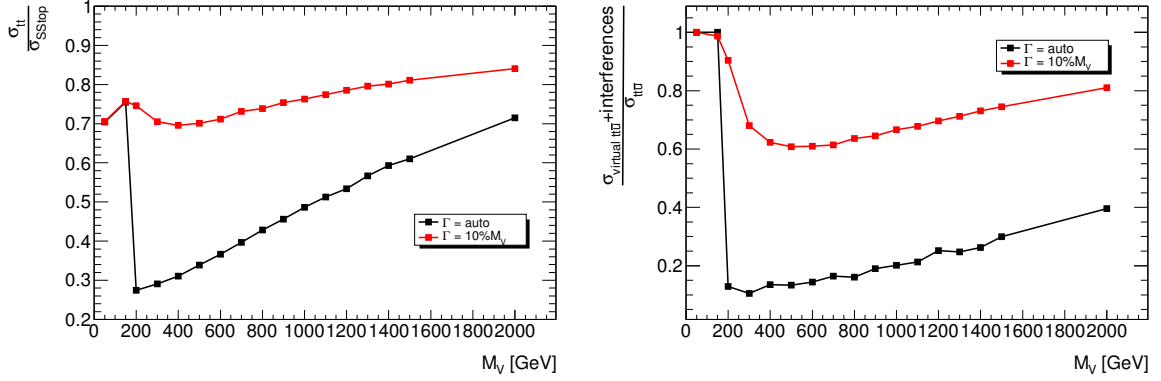 σtt
σSStop
1
0.9
0.8
0.7
0.6
0.5
0.4
0.3
0.2
Γ = auto
Γ = 10%MV
0 200 400 600 800 1000 1200 1400 1600 1800 2000
MV [GeV]
σvirtual ttū+interferences
σttū
1
0.8
0.6
0.4
0.2
Γ = auto
Γ = 10%MV
0 200 400 600 800 1000 1200 1400 1600 1800 2000
MV [GeV]